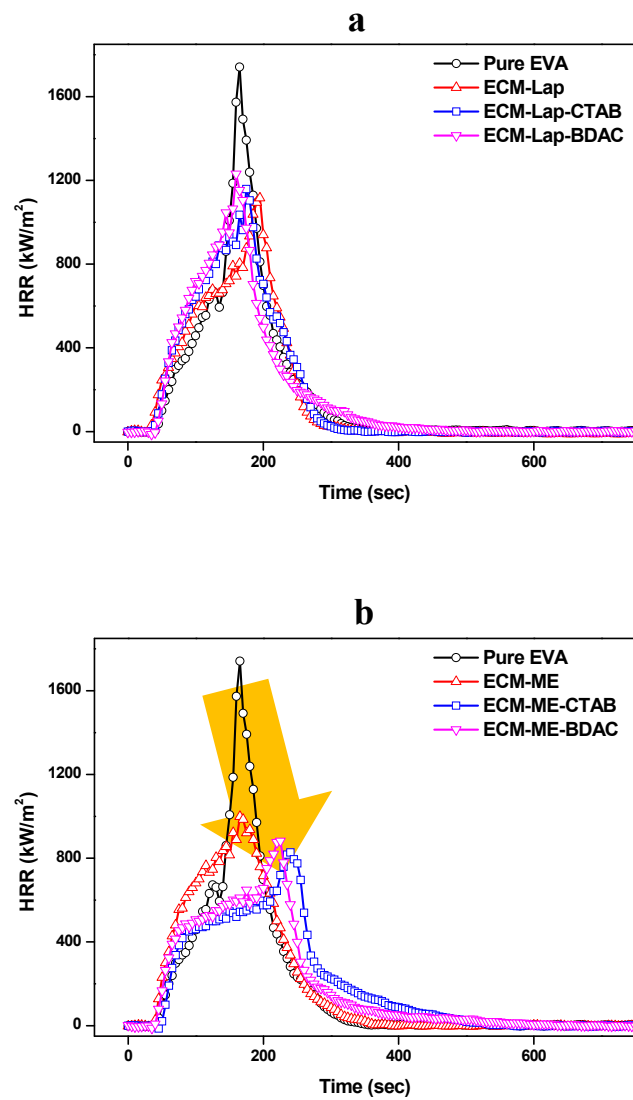 a
Pure EVA
ECM-Lap
ECM-Lap-CTAB
ECM-Lap-BDAC
1600
1200
800
400
0
HRR (kW/m²)
0 200 400 600
Time (sec)
b
Pure EVA
ECM-ME
ECM-ME-CTAB
ECM-ME-BDAC
1600
1200
800
400
0
HRR (kW/m²)
0 200 400 600
Time (sec)